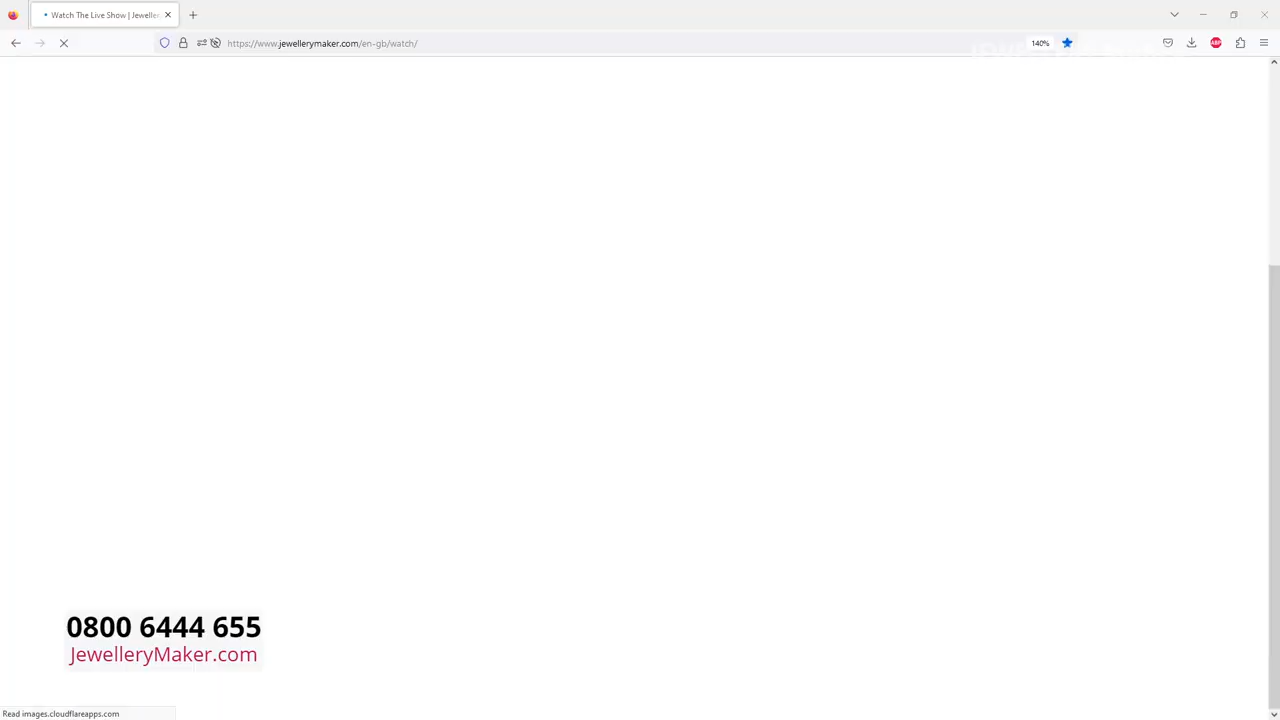 Watch The Live Show | Jeweller
https://www.jewellerymaker.com/en-gb/watch/
140%
ABP
0800 6444 655
JewelleryMaker.com
Read images.cloudflareapps.com